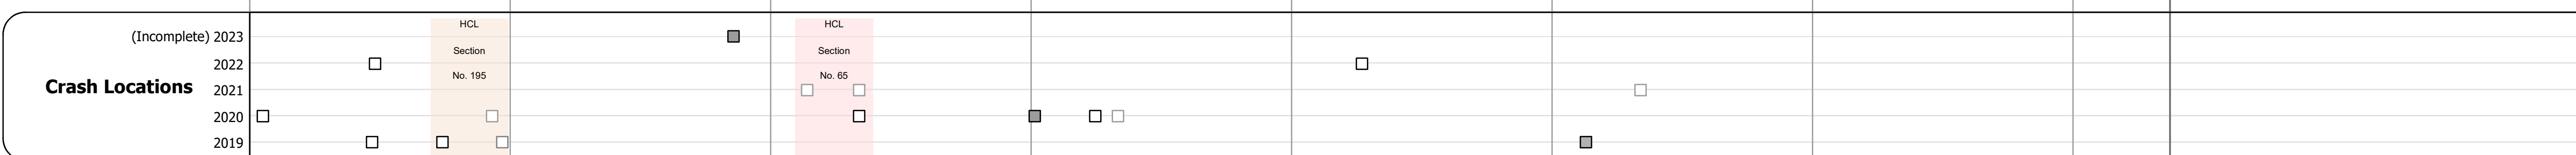 HCL
HCL
(Incomplete) 2023
Section
Section
2022
No. 195
No. 65
Crash Locations
2021
2020
2019